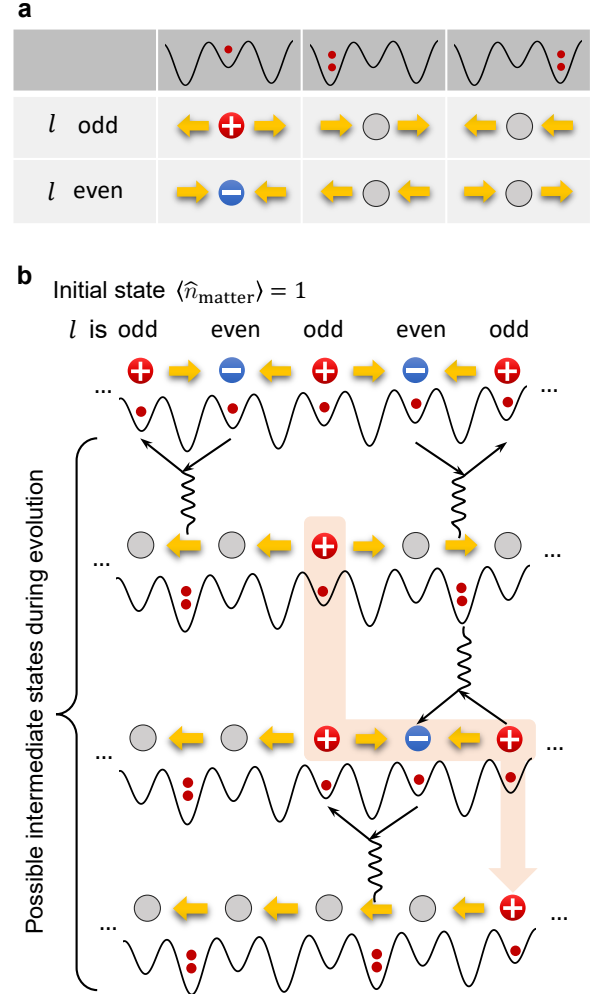 a
l odd
l even
b
Initial state ⟨n̂matter⟩ = 1
l is odd even odd even odd
... ...
Possible intermediate states during evolution
... ...
... ...
... ...